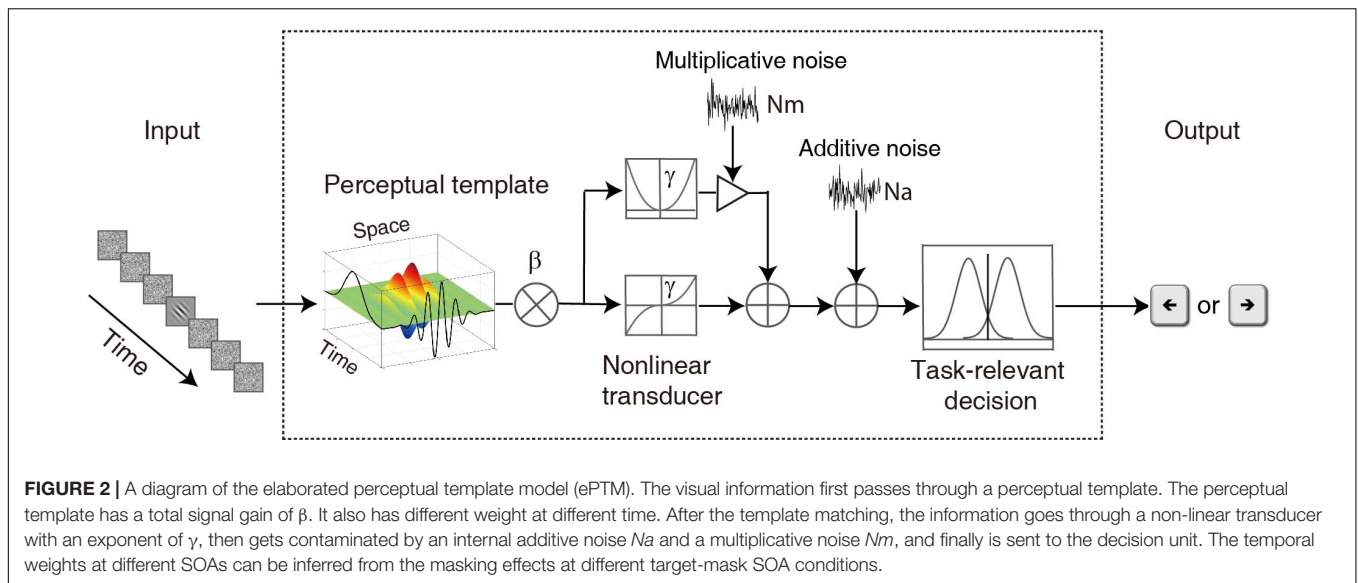 Multiplicative noise
Nm
Input
Output
Additive noise
Na
Perceptual template
γ
Space
β
γ
Time
Time
← or →
Nonlinear
transducer
Task-relevant
decision
FIGURE 2 | A diagram of the elaborated perceptual template model (ePTM). The visual information first passes through a perceptual template. The perceptual
template has a total signal gain of β. It also has different weight at different time. After the template matching, the information goes through a non-linear transducer
with an exponent of γ, then gets contaminated by an internal additive noise Na and a multiplicative noise Nm, and finally is sent to the decision unit. The temporal
weights at different SOAs can be inferred from the masking effects at different target-mask SOA conditions.